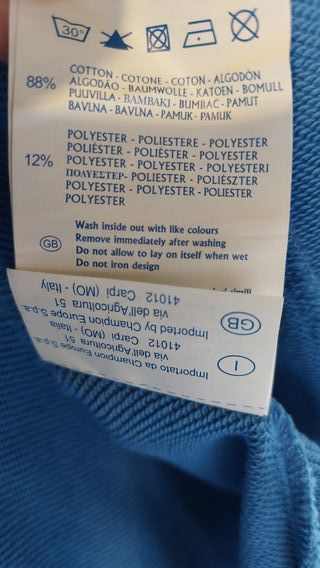 30°
88%
COTTON - COTONE - COTON - ALGODÓN
ALGODÃO - BAUMWOLLE - KATOEN - BOMULL
PUUVILLA - ΒΑΜΒΑΚΙ - BUMBAC - PAMUT
BAVLNA - BAVLNA - PAMUK - PAMUK
12%
POLYESTER - POLIESTERE - POLYESTER
POLIÉSTER - POLIÉSTER - POLYESTER
POLYESTER - POLYESTER - POLYESTERI
ΠΟΛΥΕΣΤΕΡ - POLIESTER - POLIÉSZTER
POLYESTER - POLYESTER - POLIESTER
POLYESTER
GB
Wash inside out with like colours
Remove immediately after washing
Do not allow to lay on itself when wet
Do not iron design
I
Importato da Champion Europe S.p.a.
via dell'Agricoltura 51
41012 Carpi (MO) - Italia
GB
Imported by Champion Europe S.p.a.
via dell'Agricoltura 51
41012 Carpi (MO) - Italy